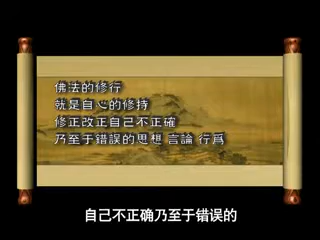 佛法的修行
就是自心的修持
修正改正自己不正確
乃至于錯誤的思想 言論 行爲
自己不正确乃至于错误的